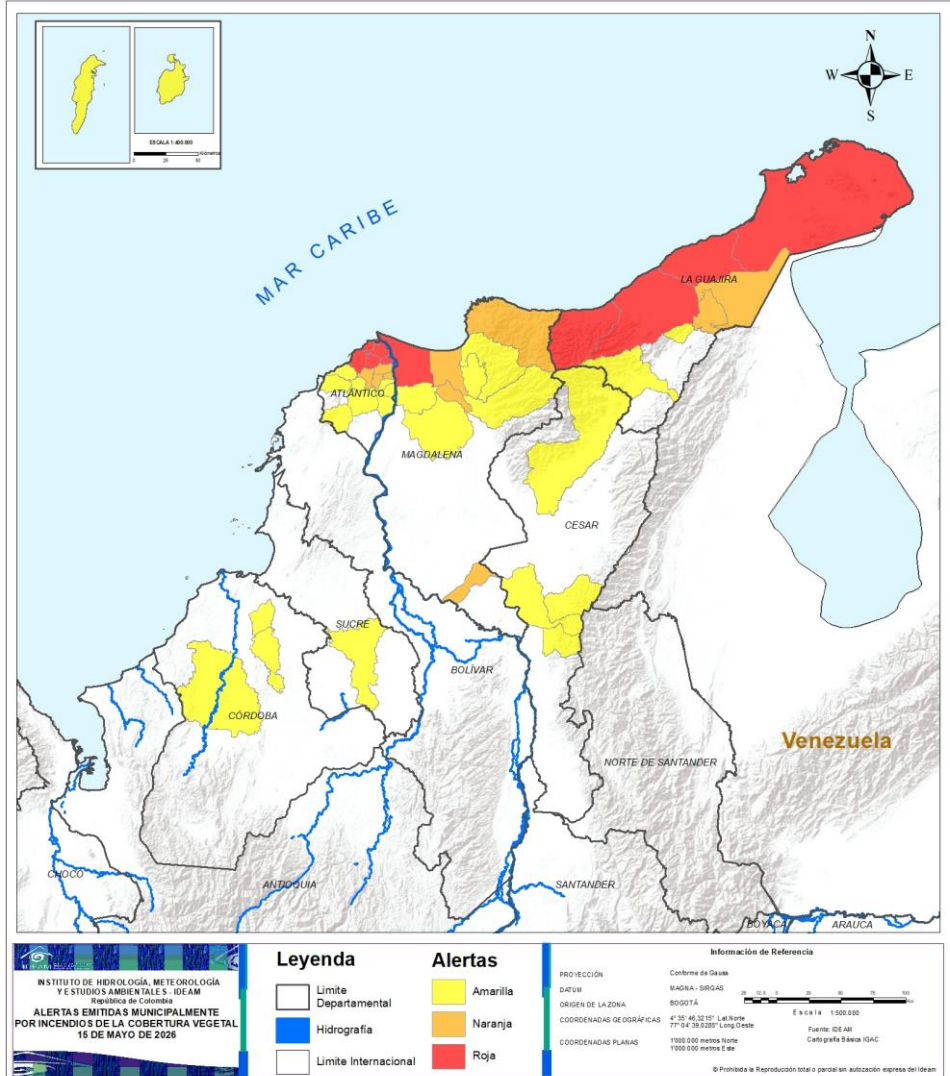 N
W
E
S
ESCALA 1:400.000
Kilómetros
MAR CARIBE
LA GUAJIRA
ATLÁNTICO
MAGDALENA
CESAR
SUCRE
BOLÍVAR
CÓRDOBA
NORTE DE SANTANDER
Venezuela
CHOCÓ
ANTIOQUIA
SANTANDER
BOYACÁ
ARAUCA
IDEAM
INSTITUTO DE HIDROLOGÍA, METEOROLOGÍA
Y ESTUDIOS AMBIENTALES - IDEAM
República de Colombia
ALERTAS EMITIDAS MUNICIPALMENTE
POR INCENDIOS DE LA COBERTURA VEGETAL
15 DE MAYO DE 2026
Leyenda
Limite
Departamental
Hidrografía
Limite Internacional
Alertas
Amarilla
Naranja
Roja
Información de Referencia
PROYECCIÓN Conforme de Gauss
DATUM MAGNA - SIRGAS
ORIGEN DE LA ZONA BOGOTÁ
COORDENADAS GEOGRÁFICAS 4° 35' 46,3215" Lat.Norte
77° 04' 39,0285" Long.Oeste
COORDENADAS PLANAS 1'000.000 metros Norte
1'000.000 metros Este
Escala 1:500.000
Fuente: IDEAM
Cartografía Básica IGAC
© Prohibida la Reproducción total o parcial sin autozación expresa del Ideam